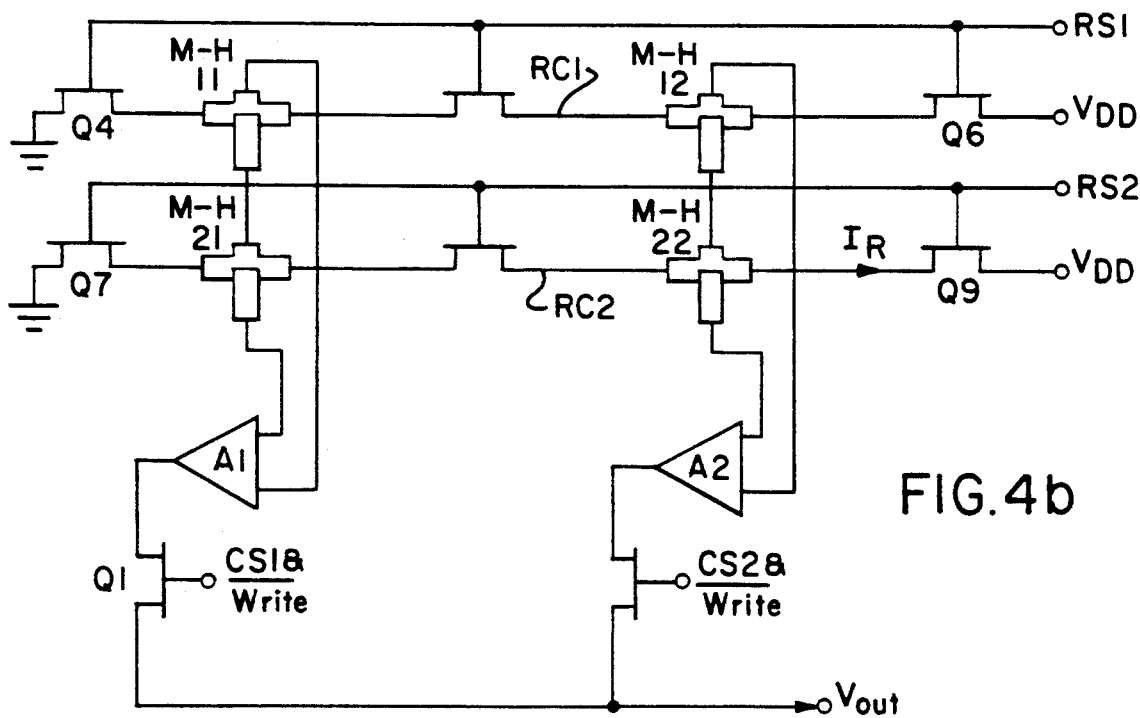 RS1
M-H
11
RC1
M-H
12
Q4
Q6
VDD
RS2
M-H
21
M-H
22
IR
Q7
RC2
Q9
VDD
A1
A2
FIG. 4b
Q1
CS1&
Write
CS2&
Write
Vout